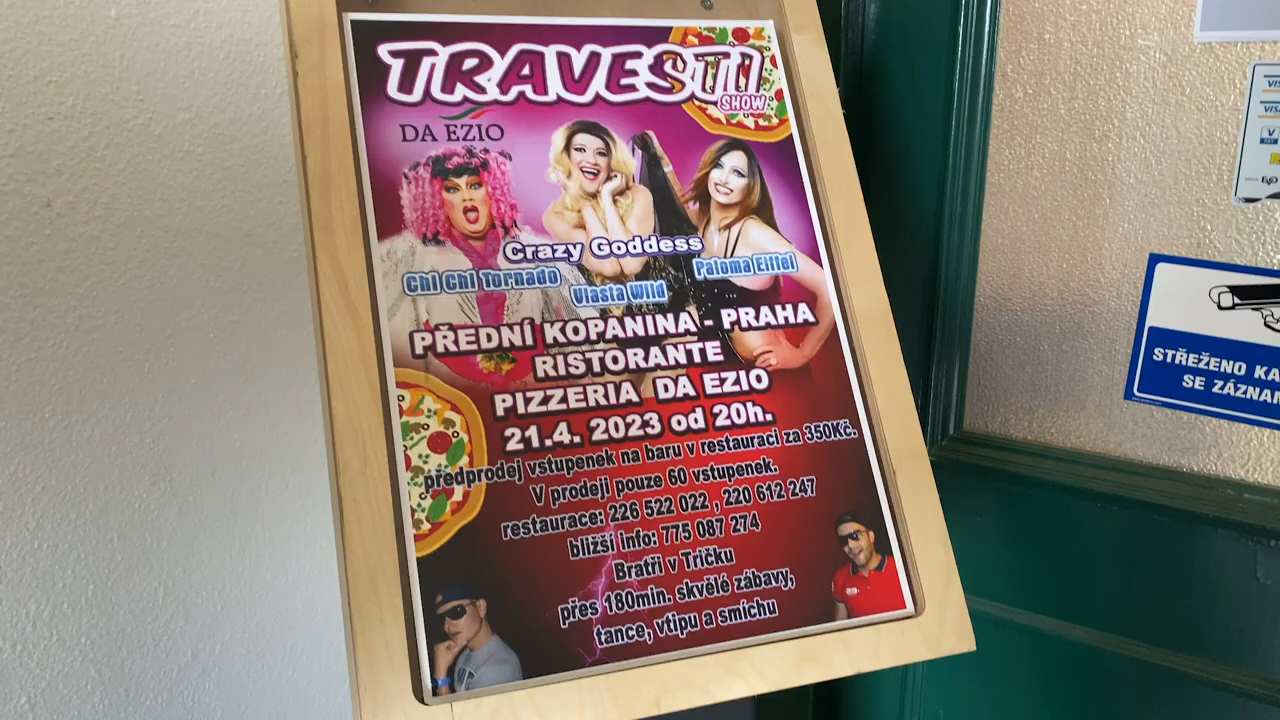 TRAVESTI
SHOW
DA EZIO
Crazy Goddess
Chi Chi Tornado
Vlasta Wild
Paloma Eiffel
PŘEDNÍ KOPANINA - PRAHA
RISTORANTE
PIZZERIA DA EZIO
21.4. 2023 od 20h.
předprodej vstupenek na baru v restauraci za 350Kč.
V prodeji pouze 60 vstupenek.
restaurace: 226 522 022 , 220 612 247
bližší info: 775 087 274
Bratři v Tričku
přes 180min. skvělé zábavy,
tance, vtipu a smíchu
STŘEŽENO KA
SE ZÁZNAM